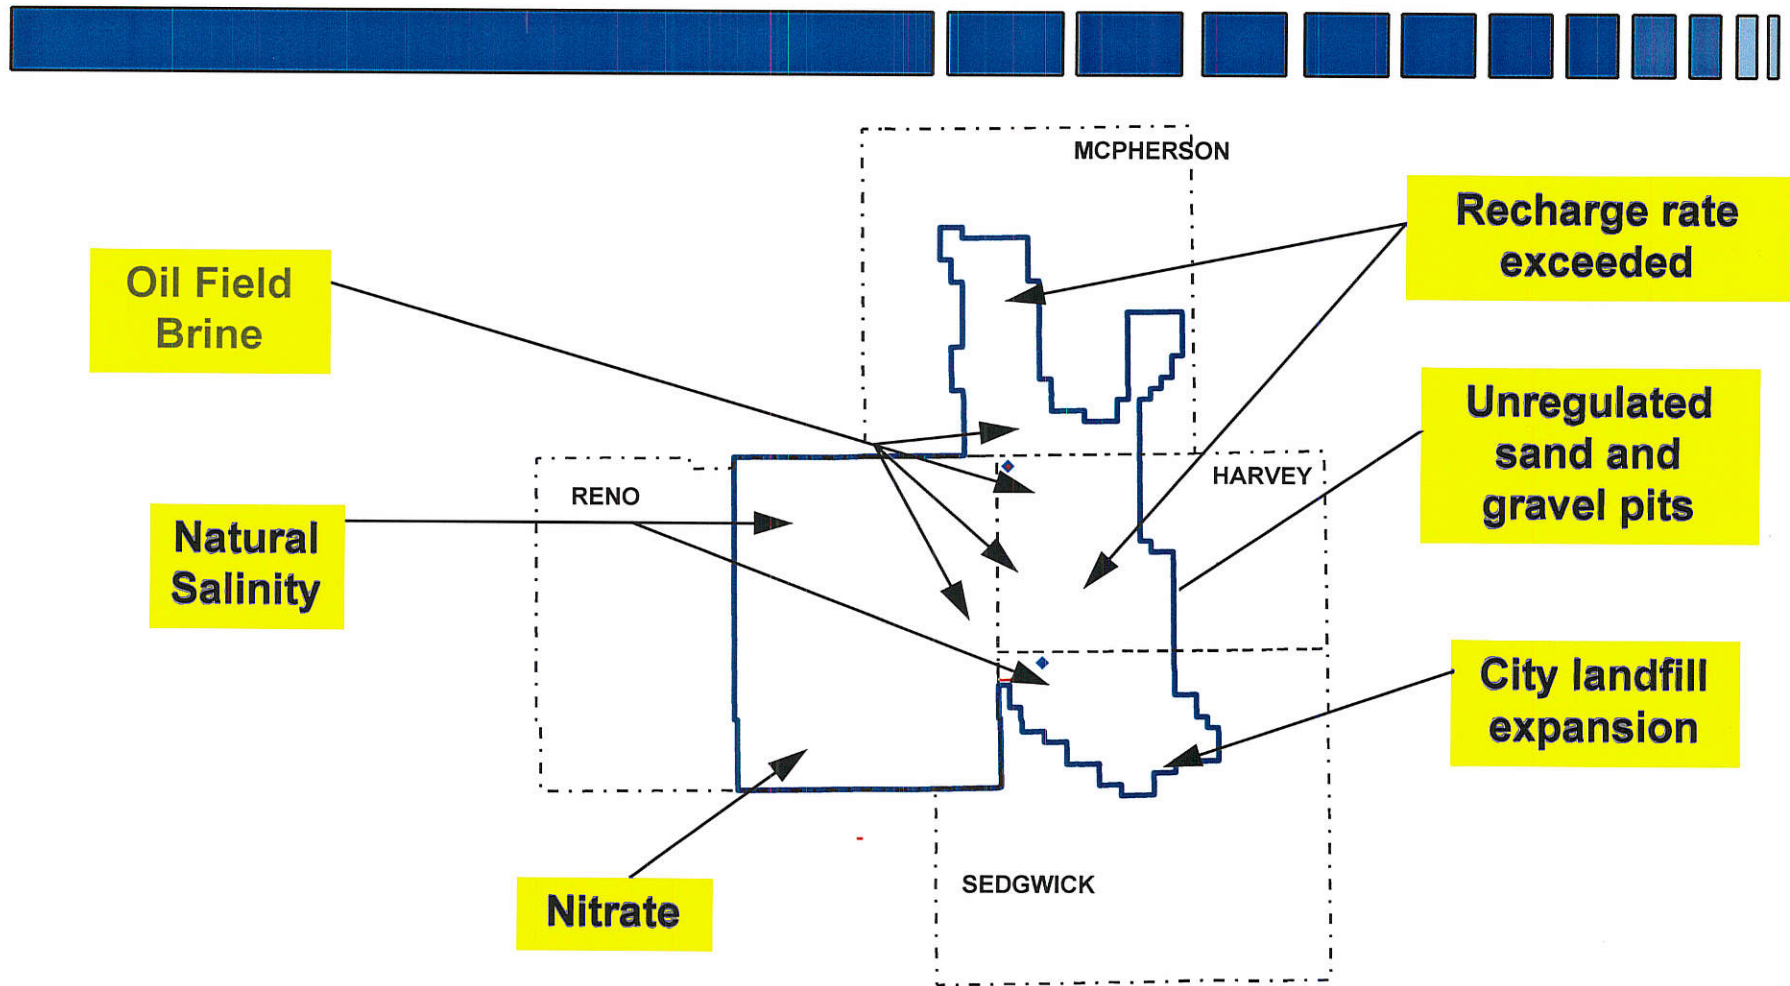 MCPHERSON
Recharge rate
exceeded
Oil Field
Brine
Unregulated
sand and
gravel pits
HARVEY
RENO
Natural
Salinity
City landfill
expansion
SEDGWICK
Nitrate